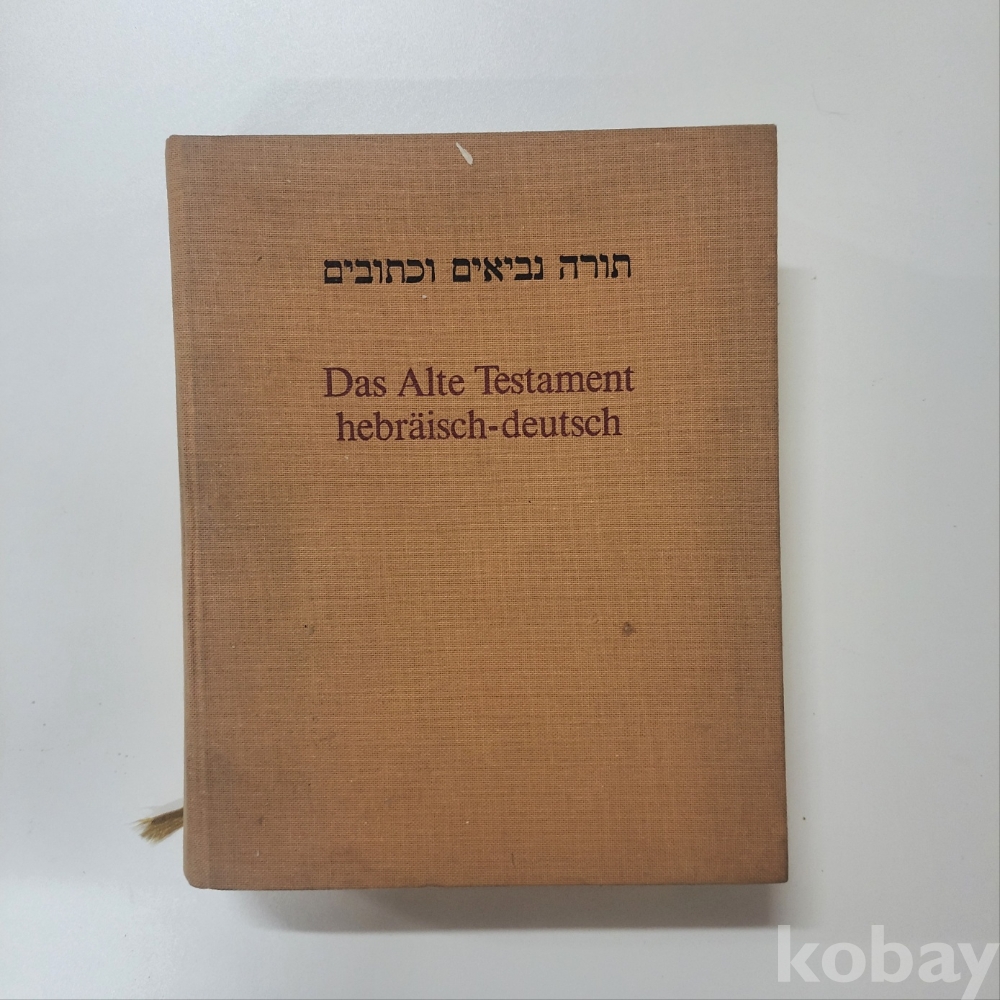 תורה נביאים וכתובים
Das Alte Testament
hebräisch-deutsch
kobay